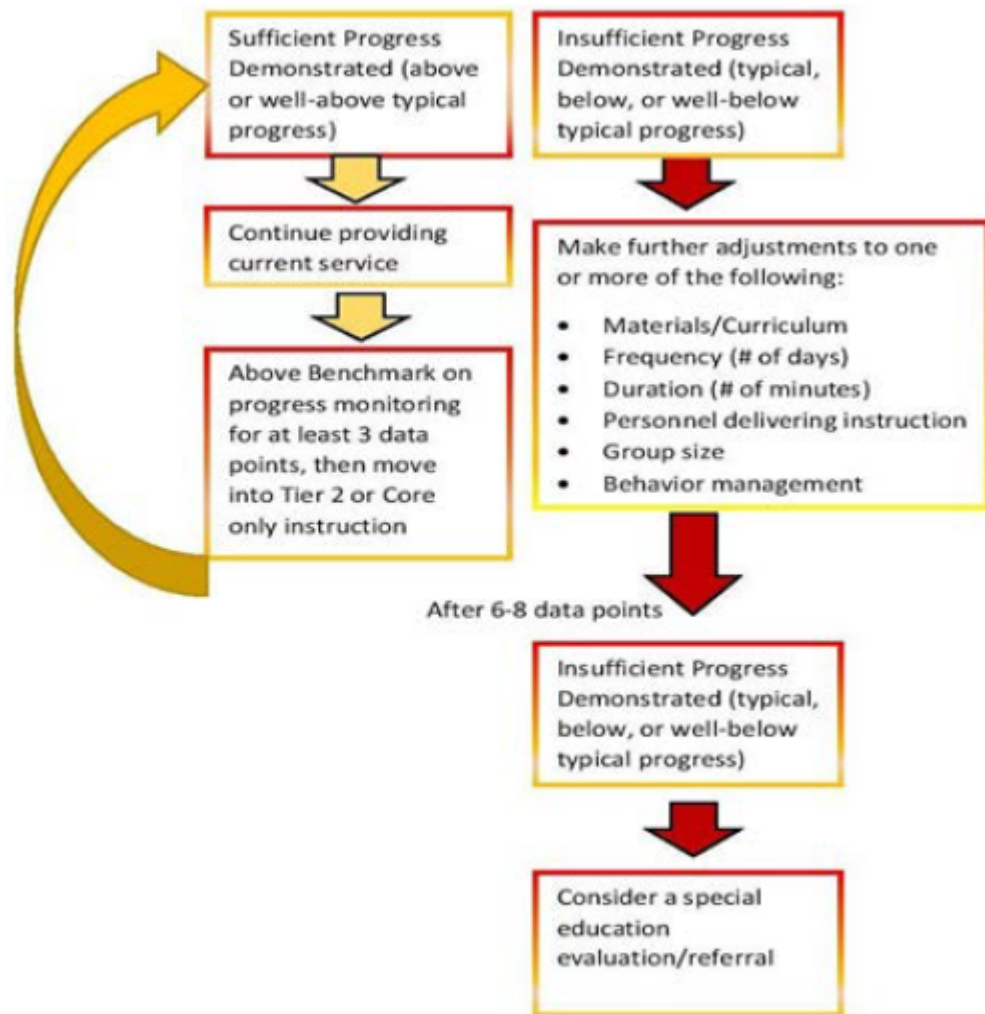 Sufficient Progress
Demonstrated (above
or well-above typical
progress)
Continue providing
current service
Above Benchmark on
progress monitoring
for at least 3 data
points, then move
into Tier 2 or Core
only instruction
Insufficient Progress
Demonstrated (typical,
below, or well-below
typical progress)
Make further adjustments to one
or more of the following:
• Materials/Curriculum
• Frequency (# of days)
• Duration (# of minutes)
• Personnel delivering instruction
• Group size
• Behavior management
After 6-8 data points
Insufficient Progress
Demonstrated (typical,
below, or well-below
typical progress)
Consider a special
education
evaluation/referral